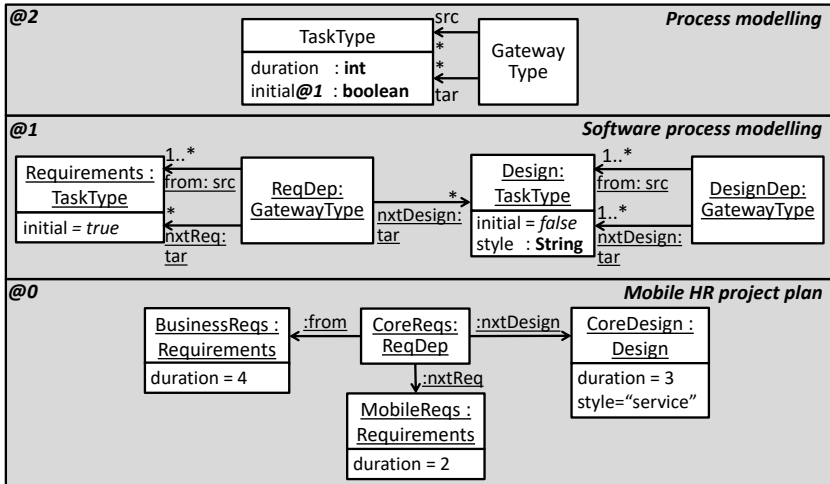 @2
Process modelling
TaskType
duration : int
initial@1 : boolean
src
*
*
tar
Gateway
Type
@1
Software process modelling
Requirements :
TaskType
initial = true
1..*
from: src
*
nxtReq:
tar
ReqDep:
GatewayType
*
nxtDesign:
tar
Design:
TaskType
initial = false
style : String
1..*
from: src
1..*
nxtDesign:
tar
DesignDep:
GatewayType
@0
Mobile HR project plan
BusinessReqs :
Requirements
duration = 4
:from
CoreReqs:
ReqDep
:nxtDesign
CoreDesign :
Design
duration = 3
style=“service”
:nxtReq
MobileReqs :
Requirements
duration = 2